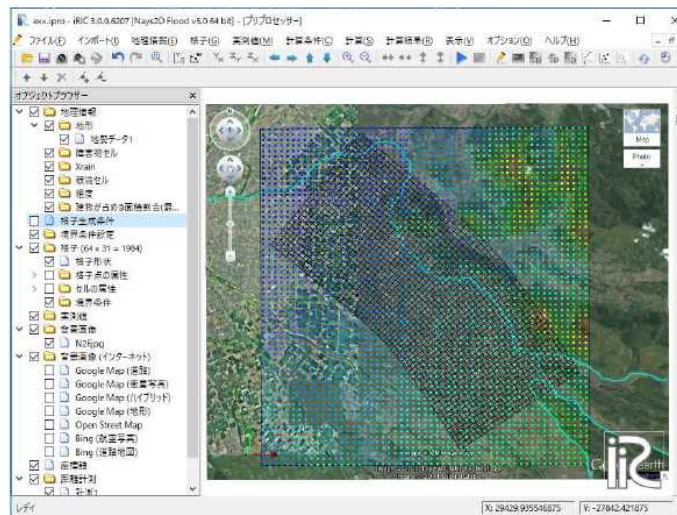 exx.ipro - iRIC 3.0.0.6207 [Nays2D Flood v5.0 64 bit] - [プリプロセッサー]
ファイル(F) インポート(I) 地理情報(E) 格子(G) 実測値(M) 計算条件(C) 計算(S) 計算結果(R) 表示(V) オプション(O) ヘルプ(H)
オブジェクトブラウザー
地理情報
地形
地勢データ1
障害物セル
Xrain
破堤セル
粗度
建物が占める面積割合(最...
格子生成条件
境界条件設定
格子 (64 x 31 = 1984)
格子形状
格子点の属性
セルの属性
境界条件
実測値
背景画像
N2.jpg
背景画像 (インターネット)
Google Map (道路)
Google Map (衛星写真)
Google Map (ハイブリッド)
Google Map (地形)
Open Street Map
Bing (航空写真)
Bing (道路地図)
座標軸
距離計測
計測1
Map
Photo
iRIC
レディ
X: 29429.935546875
Y: -27842.421875